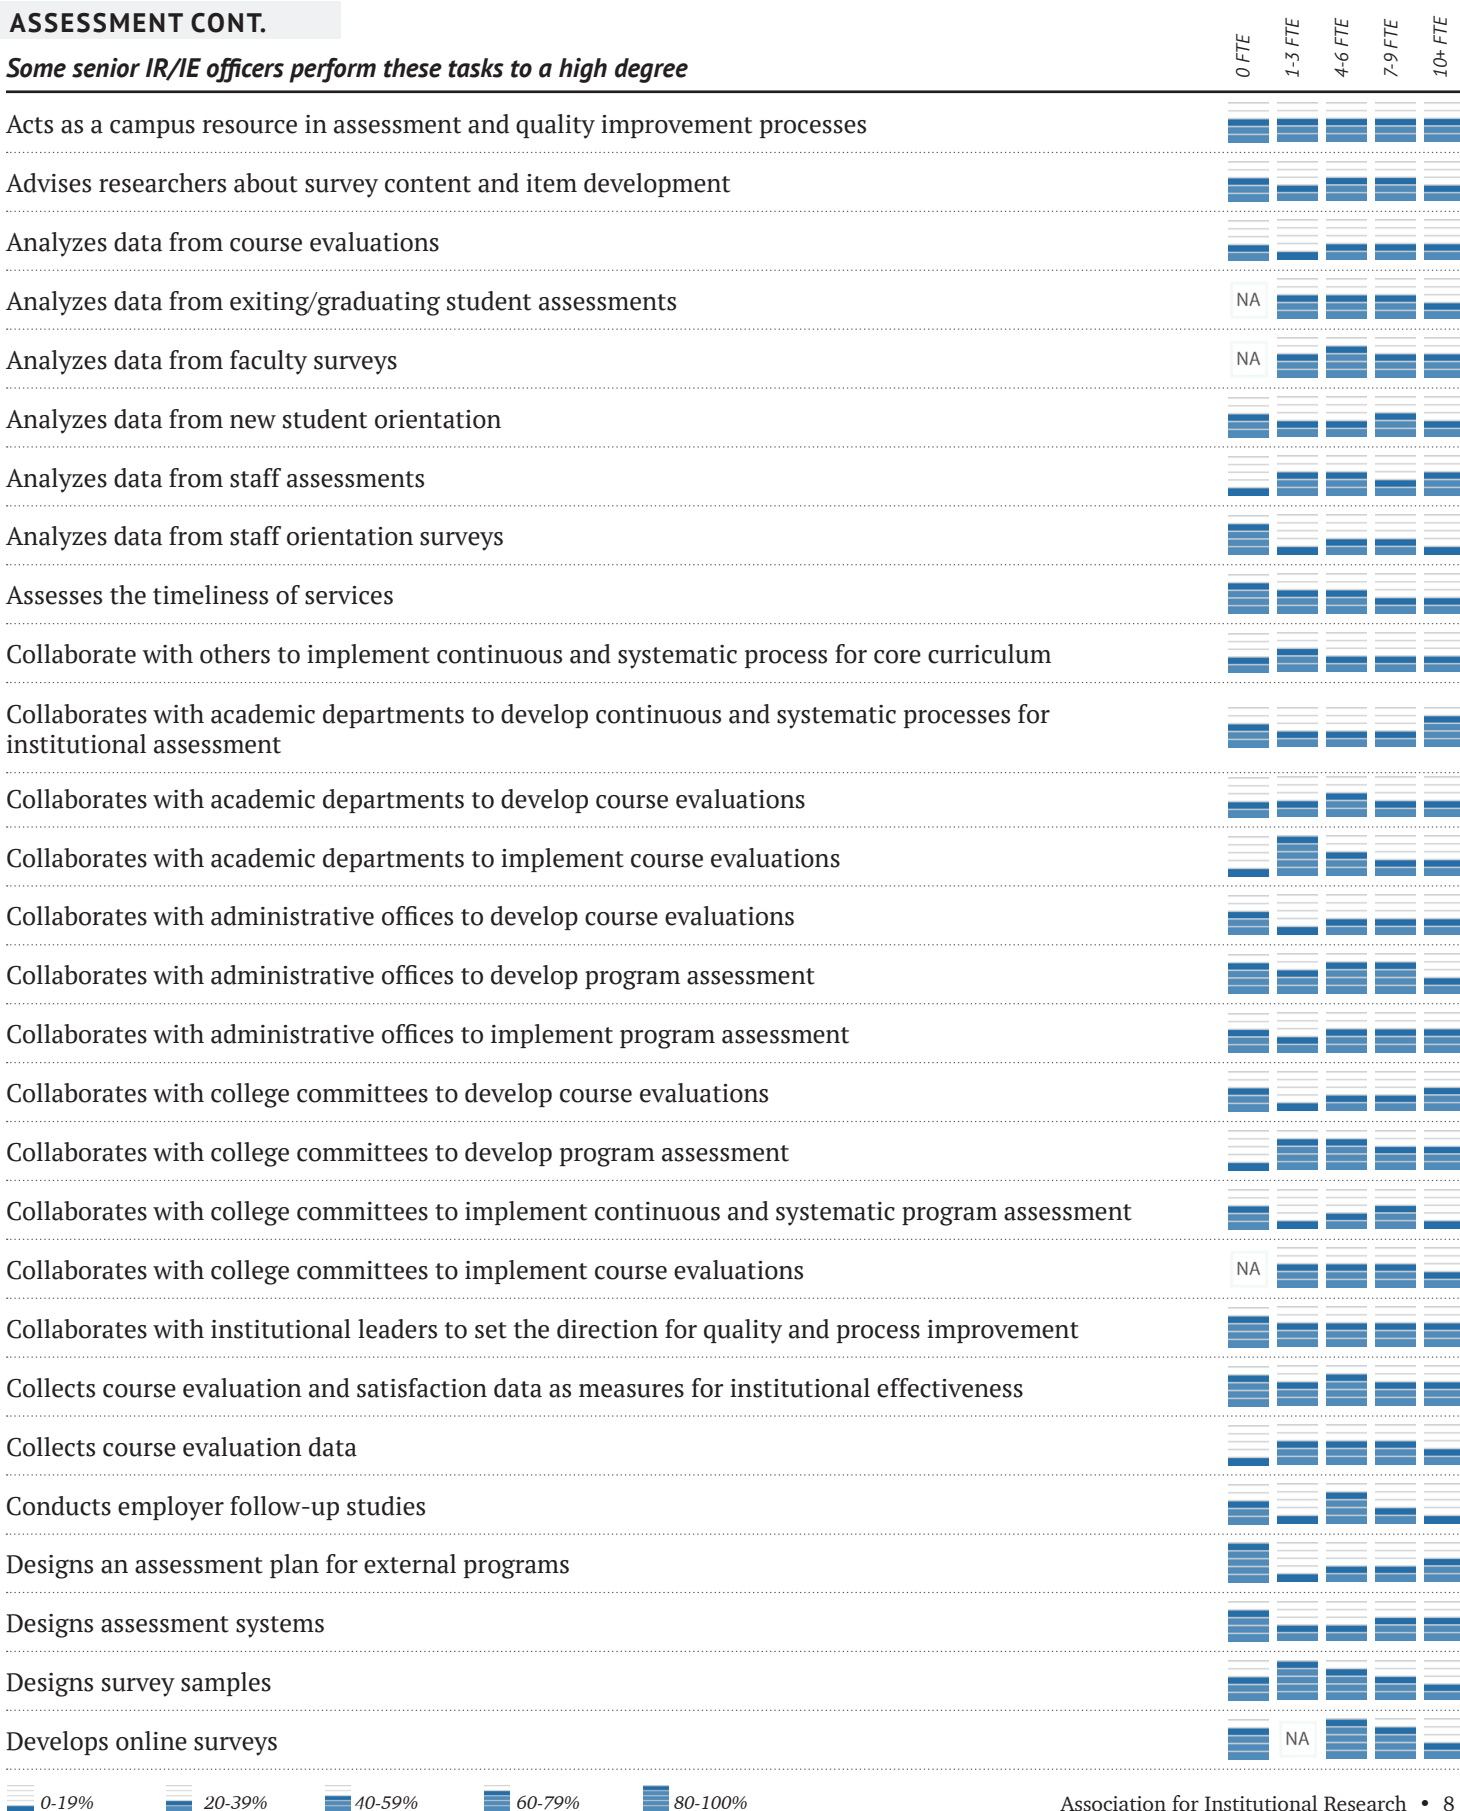 ASSESSMENT CONT.
Some senior IR/IE officers perform these tasks to a high degree
0 FTE
1-3 FTE
4-6 FTE
7-9 FTE
10+ FTE
Acts as a campus resource in assessment and quality improvement processes
Advises researchers about survey content and item development
Analyzes data from course evaluations
Analyzes data from exiting/graduating student assessments
NA
Analyzes data from faculty surveys
NA
Analyzes data from new student orientation
Analyzes data from staff assessments
Analyzes data from staff orientation surveys
Assesses the timeliness of services
Collaborate with others to implement continuous and systematic process for core curriculum
Collaborates with academic departments to develop continuous and systematic processes for
institutional assessment
Collaborates with academic departments to develop course evaluations
Collaborates with academic departments to implement course evaluations
Collaborates with administrative offices to develop course evaluations
Collaborates with administrative offices to develop program assessment
Collaborates with administrative offices to implement program assessment
Collaborates with college committees to develop course evaluations
Collaborates with college committees to develop program assessment
Collaborates with college committees to implement continuous and systematic program assessment
Collaborates with college committees to implement course evaluations
NA
Collaborates with institutional leaders to set the direction for quality and process improvement
Collects course evaluation and satisfaction data as measures for institutional effectiveness
Collects course evaluation data
Conducts employer follow-up studies
Designs an assessment plan for external programs
Designs assessment systems
Designs survey samples
Develops online surveys
NA
0-19%
20-39%
40-59%
60-79%
80-100%
Association for Institutional Research • 8